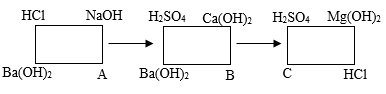 HCl NaOH H₂SO4 Ca(OH)₂ H₂SO4 Mg(OH)₂
Ba(OH)₂ A Ba(OH)₂ B C HCl